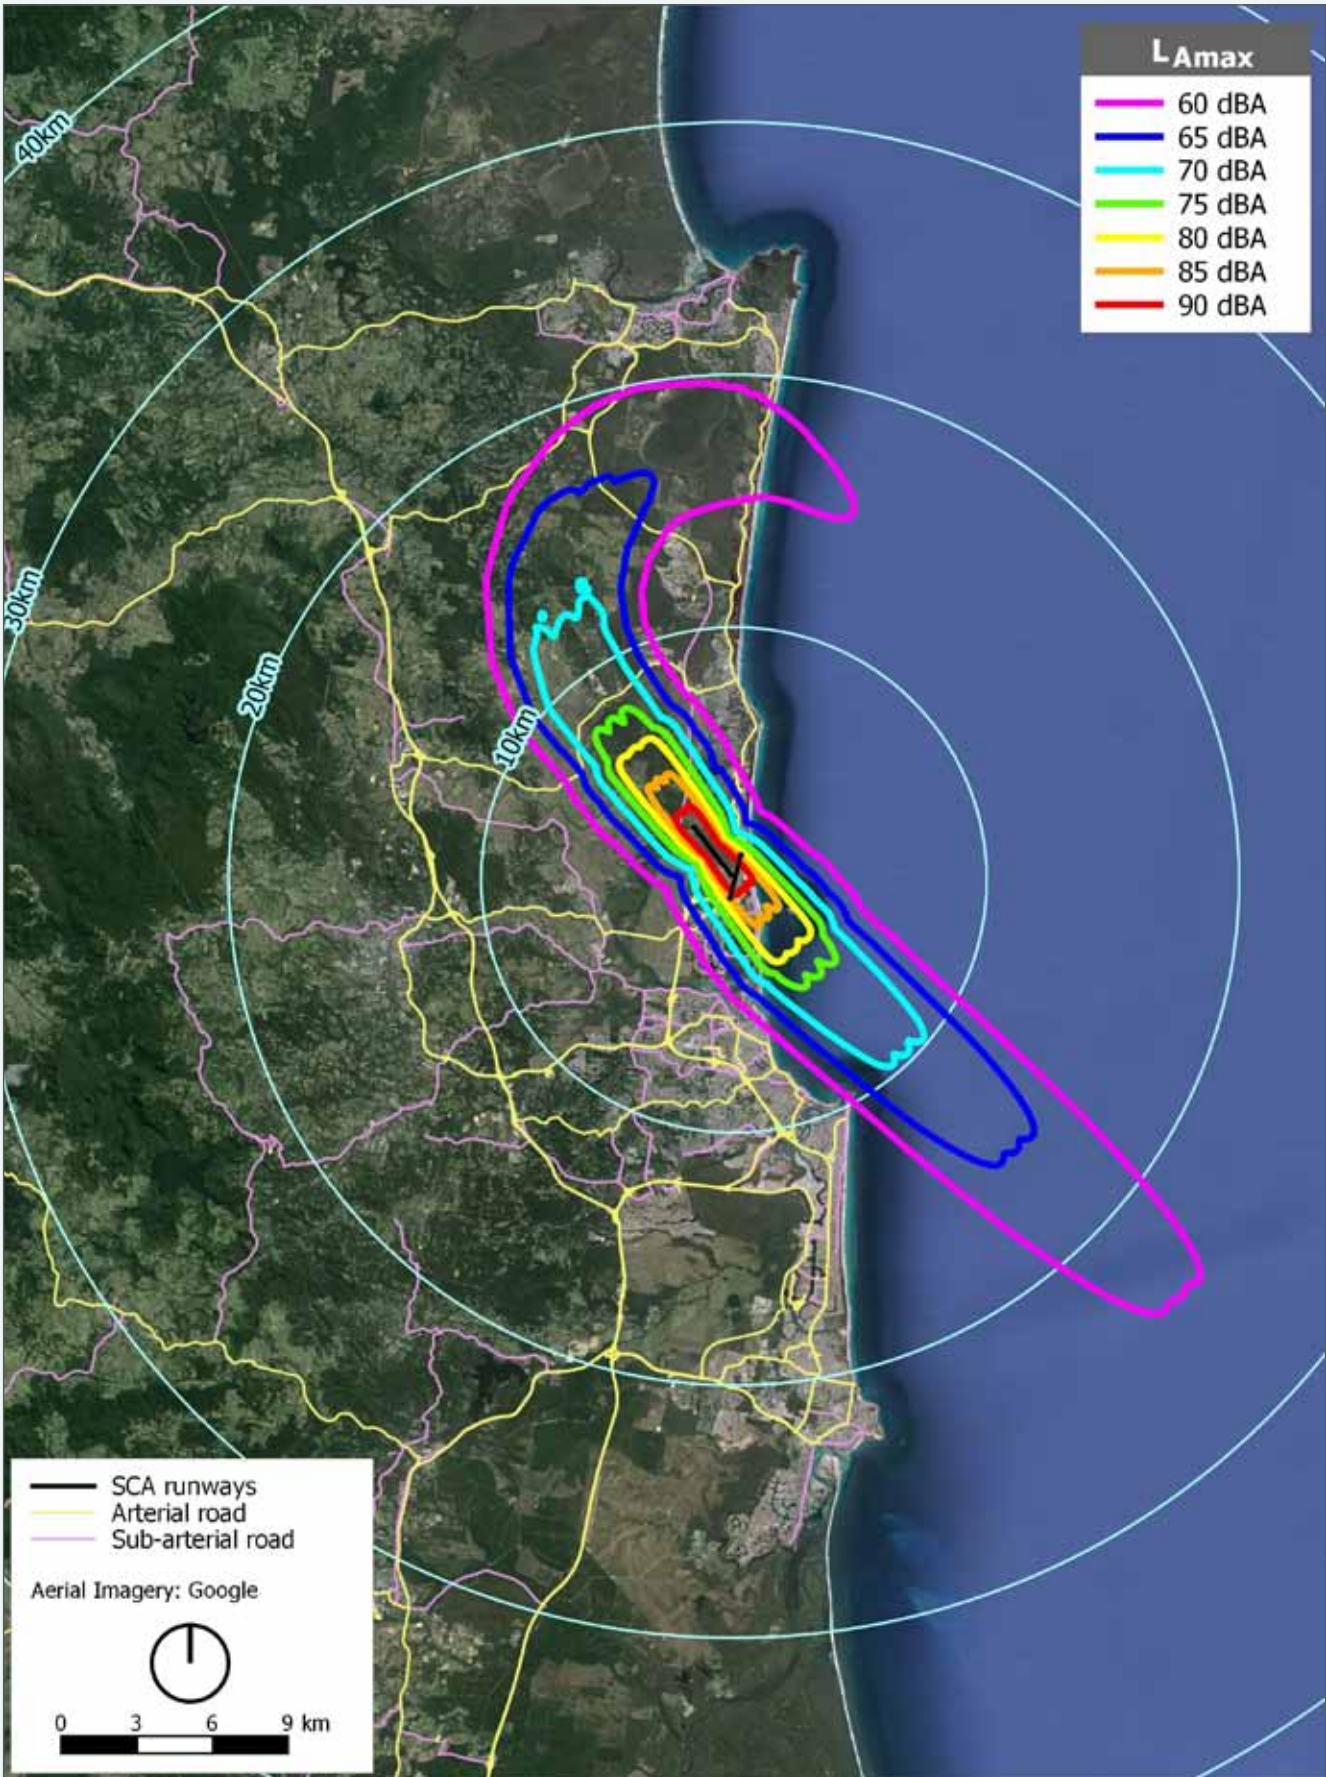 LAmax
60 dBA
65 dBA
70 dBA
75 dBA
80 dBA
85 dBA
90 dBA
40km
30km
20km
10km
SCA runways
Arterial road
Sub-arterial road
Aerial Imagery: Google
0 3 6 9 km